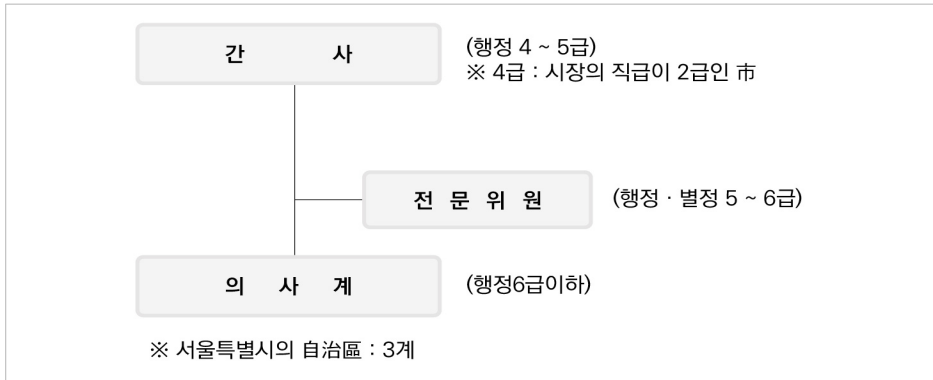 간 사
(행정 4 ~ 5급)
※ 4급 : 시장의 직급이 2급인 市
전 문 위 원
(행정 · 별정 5 ~ 6급)
의 사 계
(행정6급이하)
※ 서울특별시의 自治區 : 3계